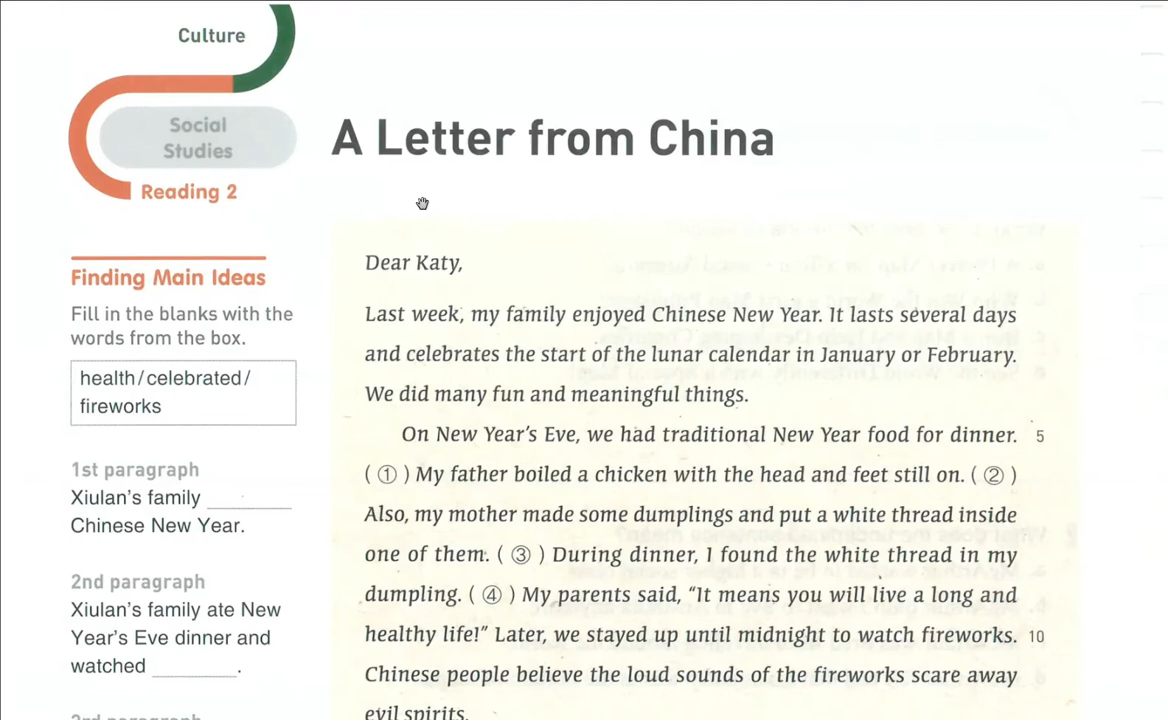 Culture
Social
Studies
Reading 2
A Letter from China
Finding Main Ideas
Fill in the blanks with the
words from the box.
health/celebrated/
fireworks
1st paragraph
Xiulan's family ________
Chinese New Year.
2nd paragraph
Xiulan's family ate New
Year's Eve dinner and
watched ________.
3rd paragraph
Dear Katy,
Last week, my family enjoyed Chinese New Year. It lasts several days
and celebrates the start of the lunar calendar in January or February.
We did many fun and meaningful things.
On New Year's Eve, we had traditional New Year food for dinner. 5
( ① ) My father boiled a chicken with the head and feet still on. ( ② )
Also, my mother made some dumplings and put a white thread inside
one of them. ( ③ ) During dinner, I found the white thread in my
dumpling. ( ④ ) My parents said, "It means you will live a long and
healthy life!" Later, we stayed up until midnight to watch fireworks. 10
Chinese people believe the loud sounds of the fireworks scare away
evil spirits.